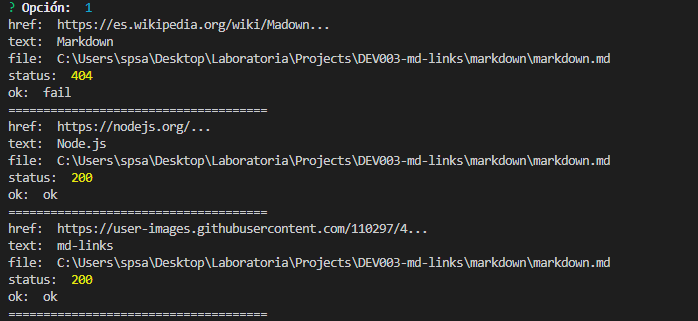 ? Opción: 1
href: https://es.wikipedia.org/wiki/Madown...
text: Markdown
file: C:\Users\spsa\Desktop\Laboratoria\Projects\DEV003-md-links\markdown\markdown.md
status: 404
ok: fail
=====================================
href: https://nodejs.org/...
text: Node.js
file: C:\Users\spsa\Desktop\Laboratoria\Projects\DEV003-md-links\markdown\markdown.md
status: 200
ok: ok
=====================================
href: https://user-images.githubusercontent.com/110297/4...
text: md-links
file: C:\Users\spsa\Desktop\Laboratoria\Projects\DEV003-md-links\markdown\markdown.md
status: 200
ok: ok
=====================================